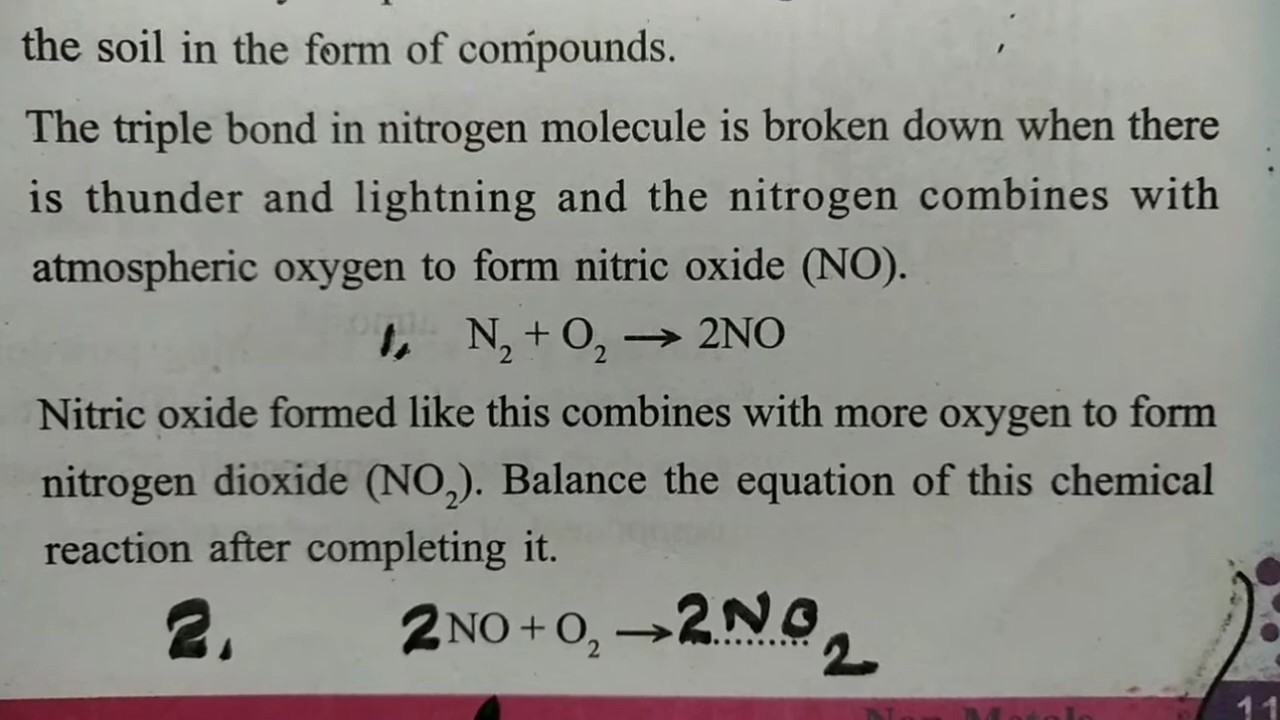 the soil in the form of compounds.
The triple bond in nitrogen molecule is broken down when there
is thunder and lightning and the nitrogen combines with
atmospheric oxygen to form nitric oxide (NO).
1, N₂ + O₂ → 2NO
Nitric oxide formed like this combines with more oxygen to form
nitrogen dioxide (NO₂). Balance the equation of this chemical
reaction after completing it.
2, 2NO + O₂ → 2NO₂
11